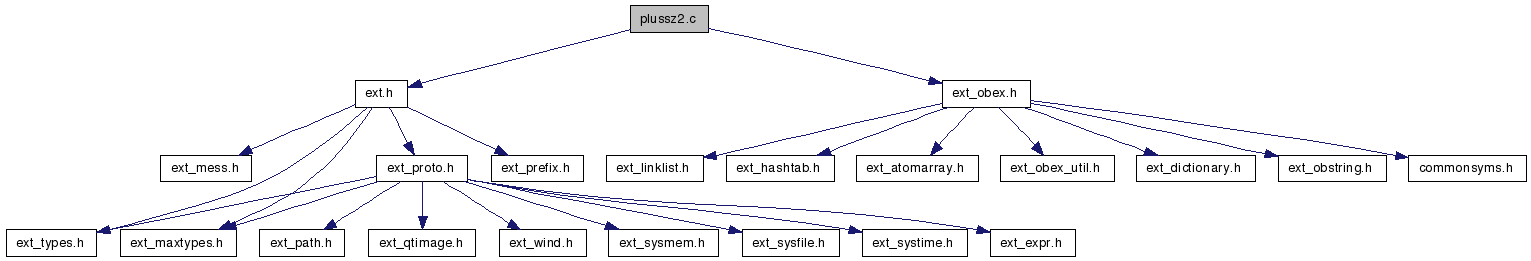 plussz2.c
ext.h
ext_obex.h
ext_mess.h
ext_proto.h
ext_prefix.h
ext_linklist.h
ext_hashtab.h
ext_atomarray.h
ext_obex_util.h
ext_dictionary.h
ext_obstring.h
commonsyms.h
ext_types.h
ext_maxtypes.h
ext_path.h
ext_qtimage.h
ext_wind.h
ext_sysmem.h
ext_sysfile.h
ext_systime.h
ext_expr.h